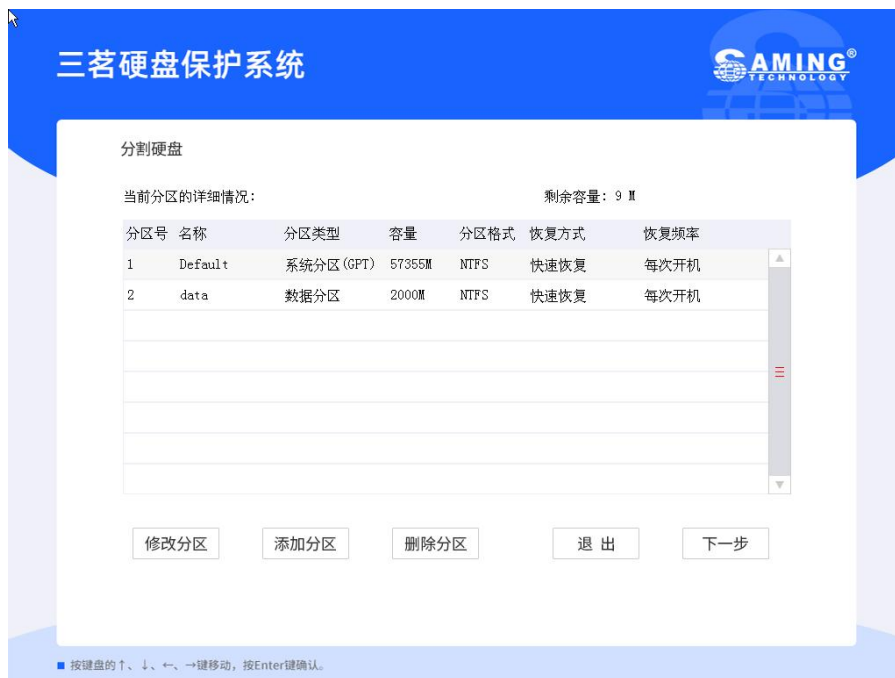 三茗硬盘保护系统
SAMING®
TECHNOLOGY
分割硬盘
当前分区的详细情况： 剩余容量：9 M
分区号 名称 分区类型 容量 分区格式 恢复方式 恢复频率
1 Default 系统分区(GPT) 57355M NTFS 快速恢复 每次开机
2 data 数据分区 2000M NTFS 快速恢复 每次开机
修改分区 添加分区 删除分区 退出 下一步
按键盘的↑、↓、←、→键移动，按Enter键确认。